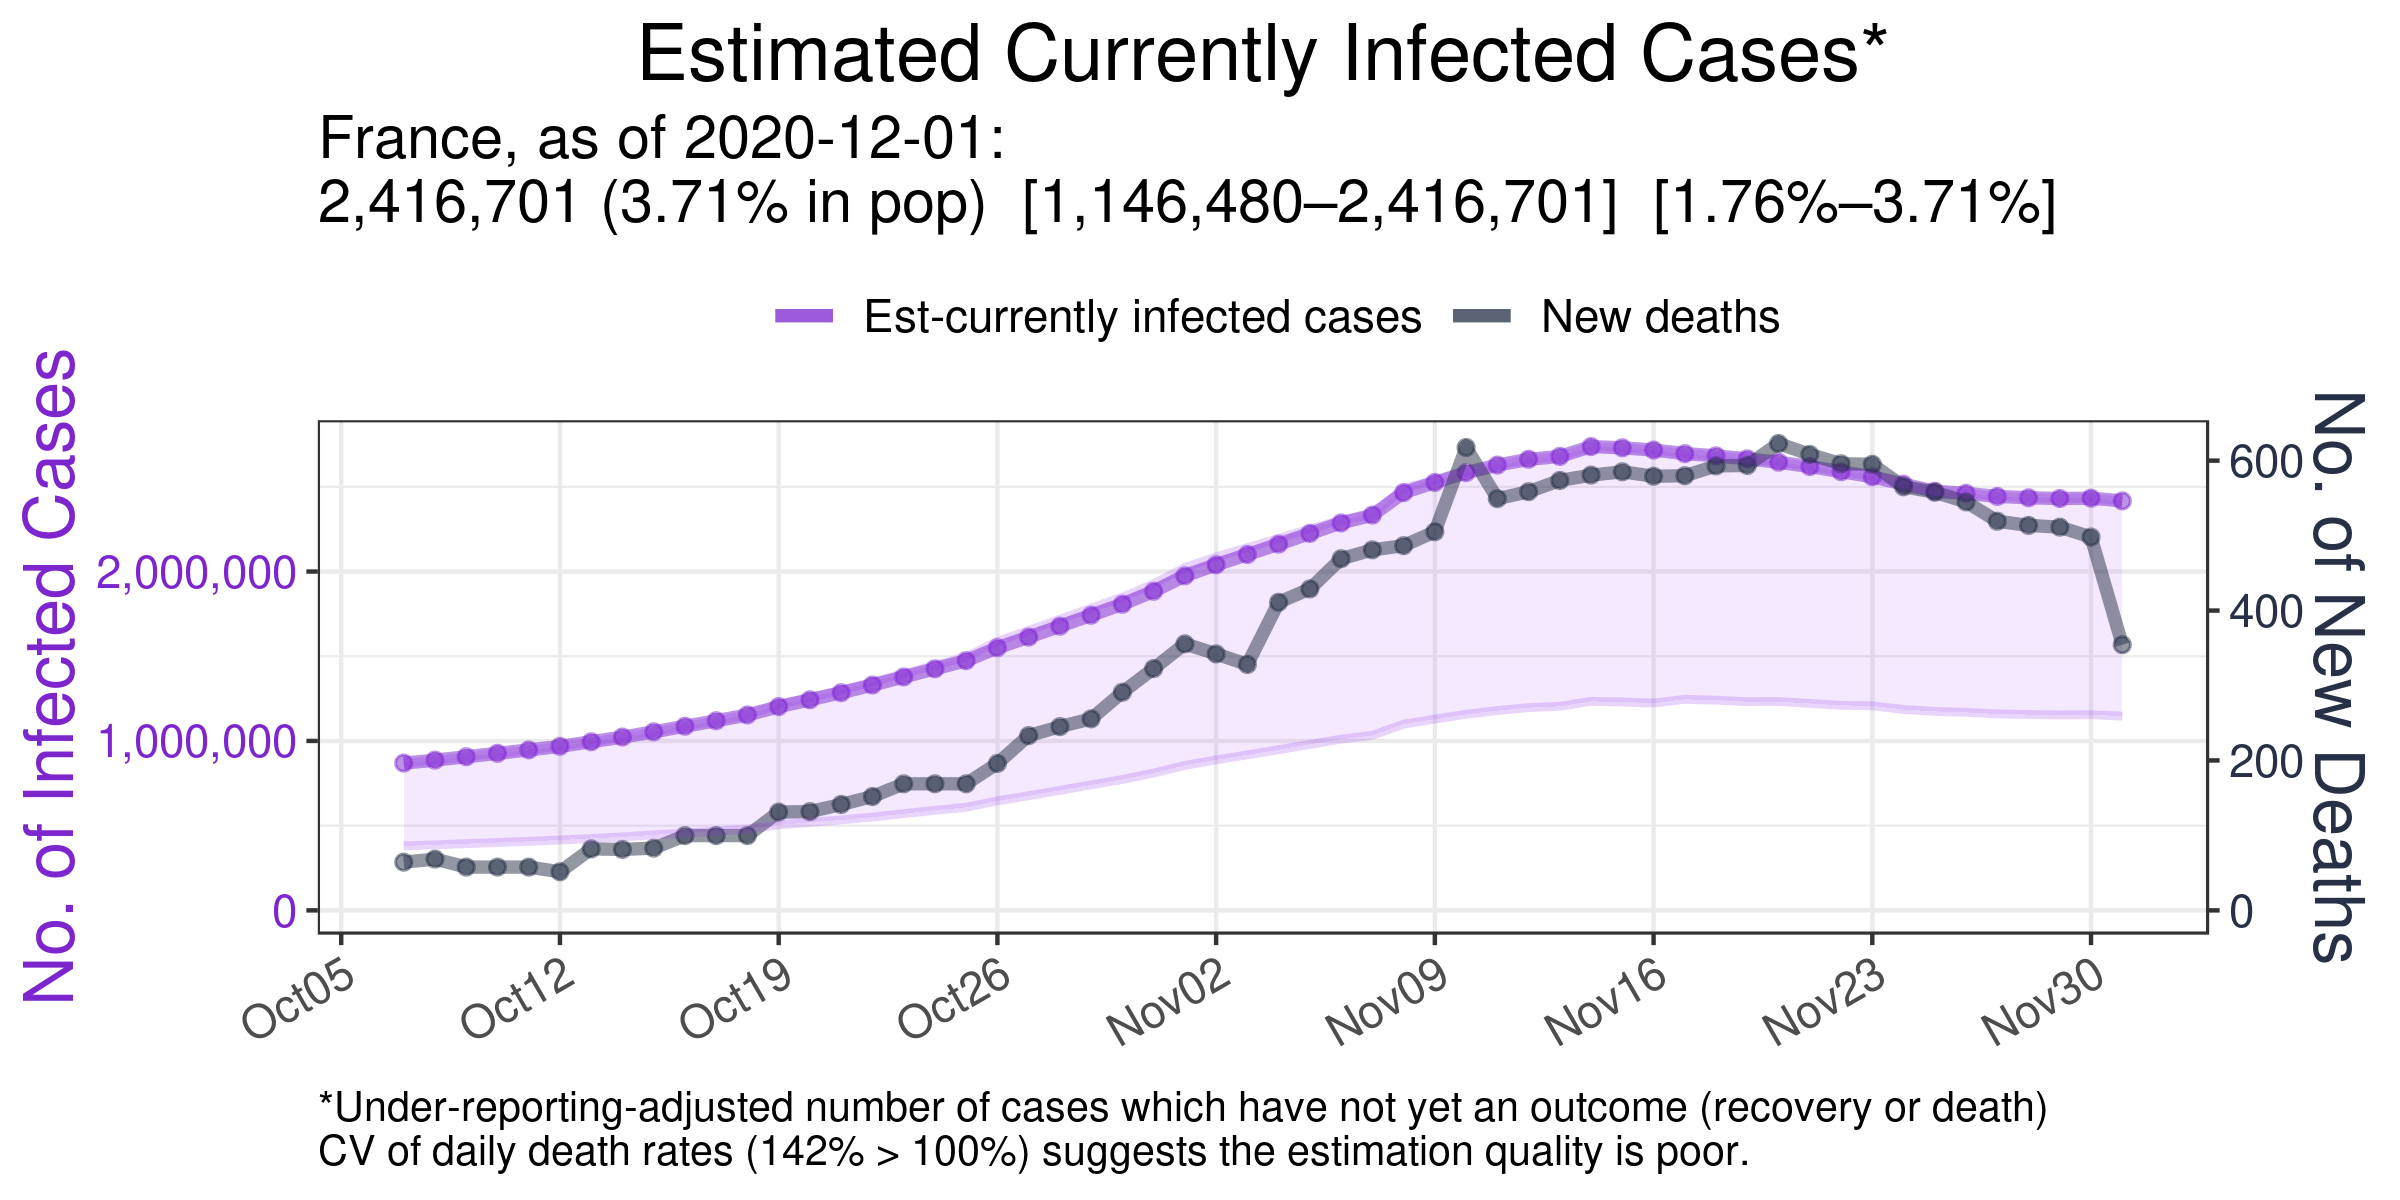 Estimated Currently Infected Cases*
France, as of 2020-12-01:
2,416,701 (3.71% in pop) [1,146,480–2,416,701] [1.76%–3.71%]
Est-currently infected cases
New deaths
No. of Infected Cases
2,000,000
1,000,000
0
No. of New Deaths
600
400
200
0
Oct05
Oct12
Oct19
Oct26
Nov02
Nov09
Nov16
Nov23
Nov30
*Under-reporting-adjusted number of cases which have not yet an outcome (recovery or death)
CV of daily death rates (142% > 100%) suggests the estimation quality is poor.